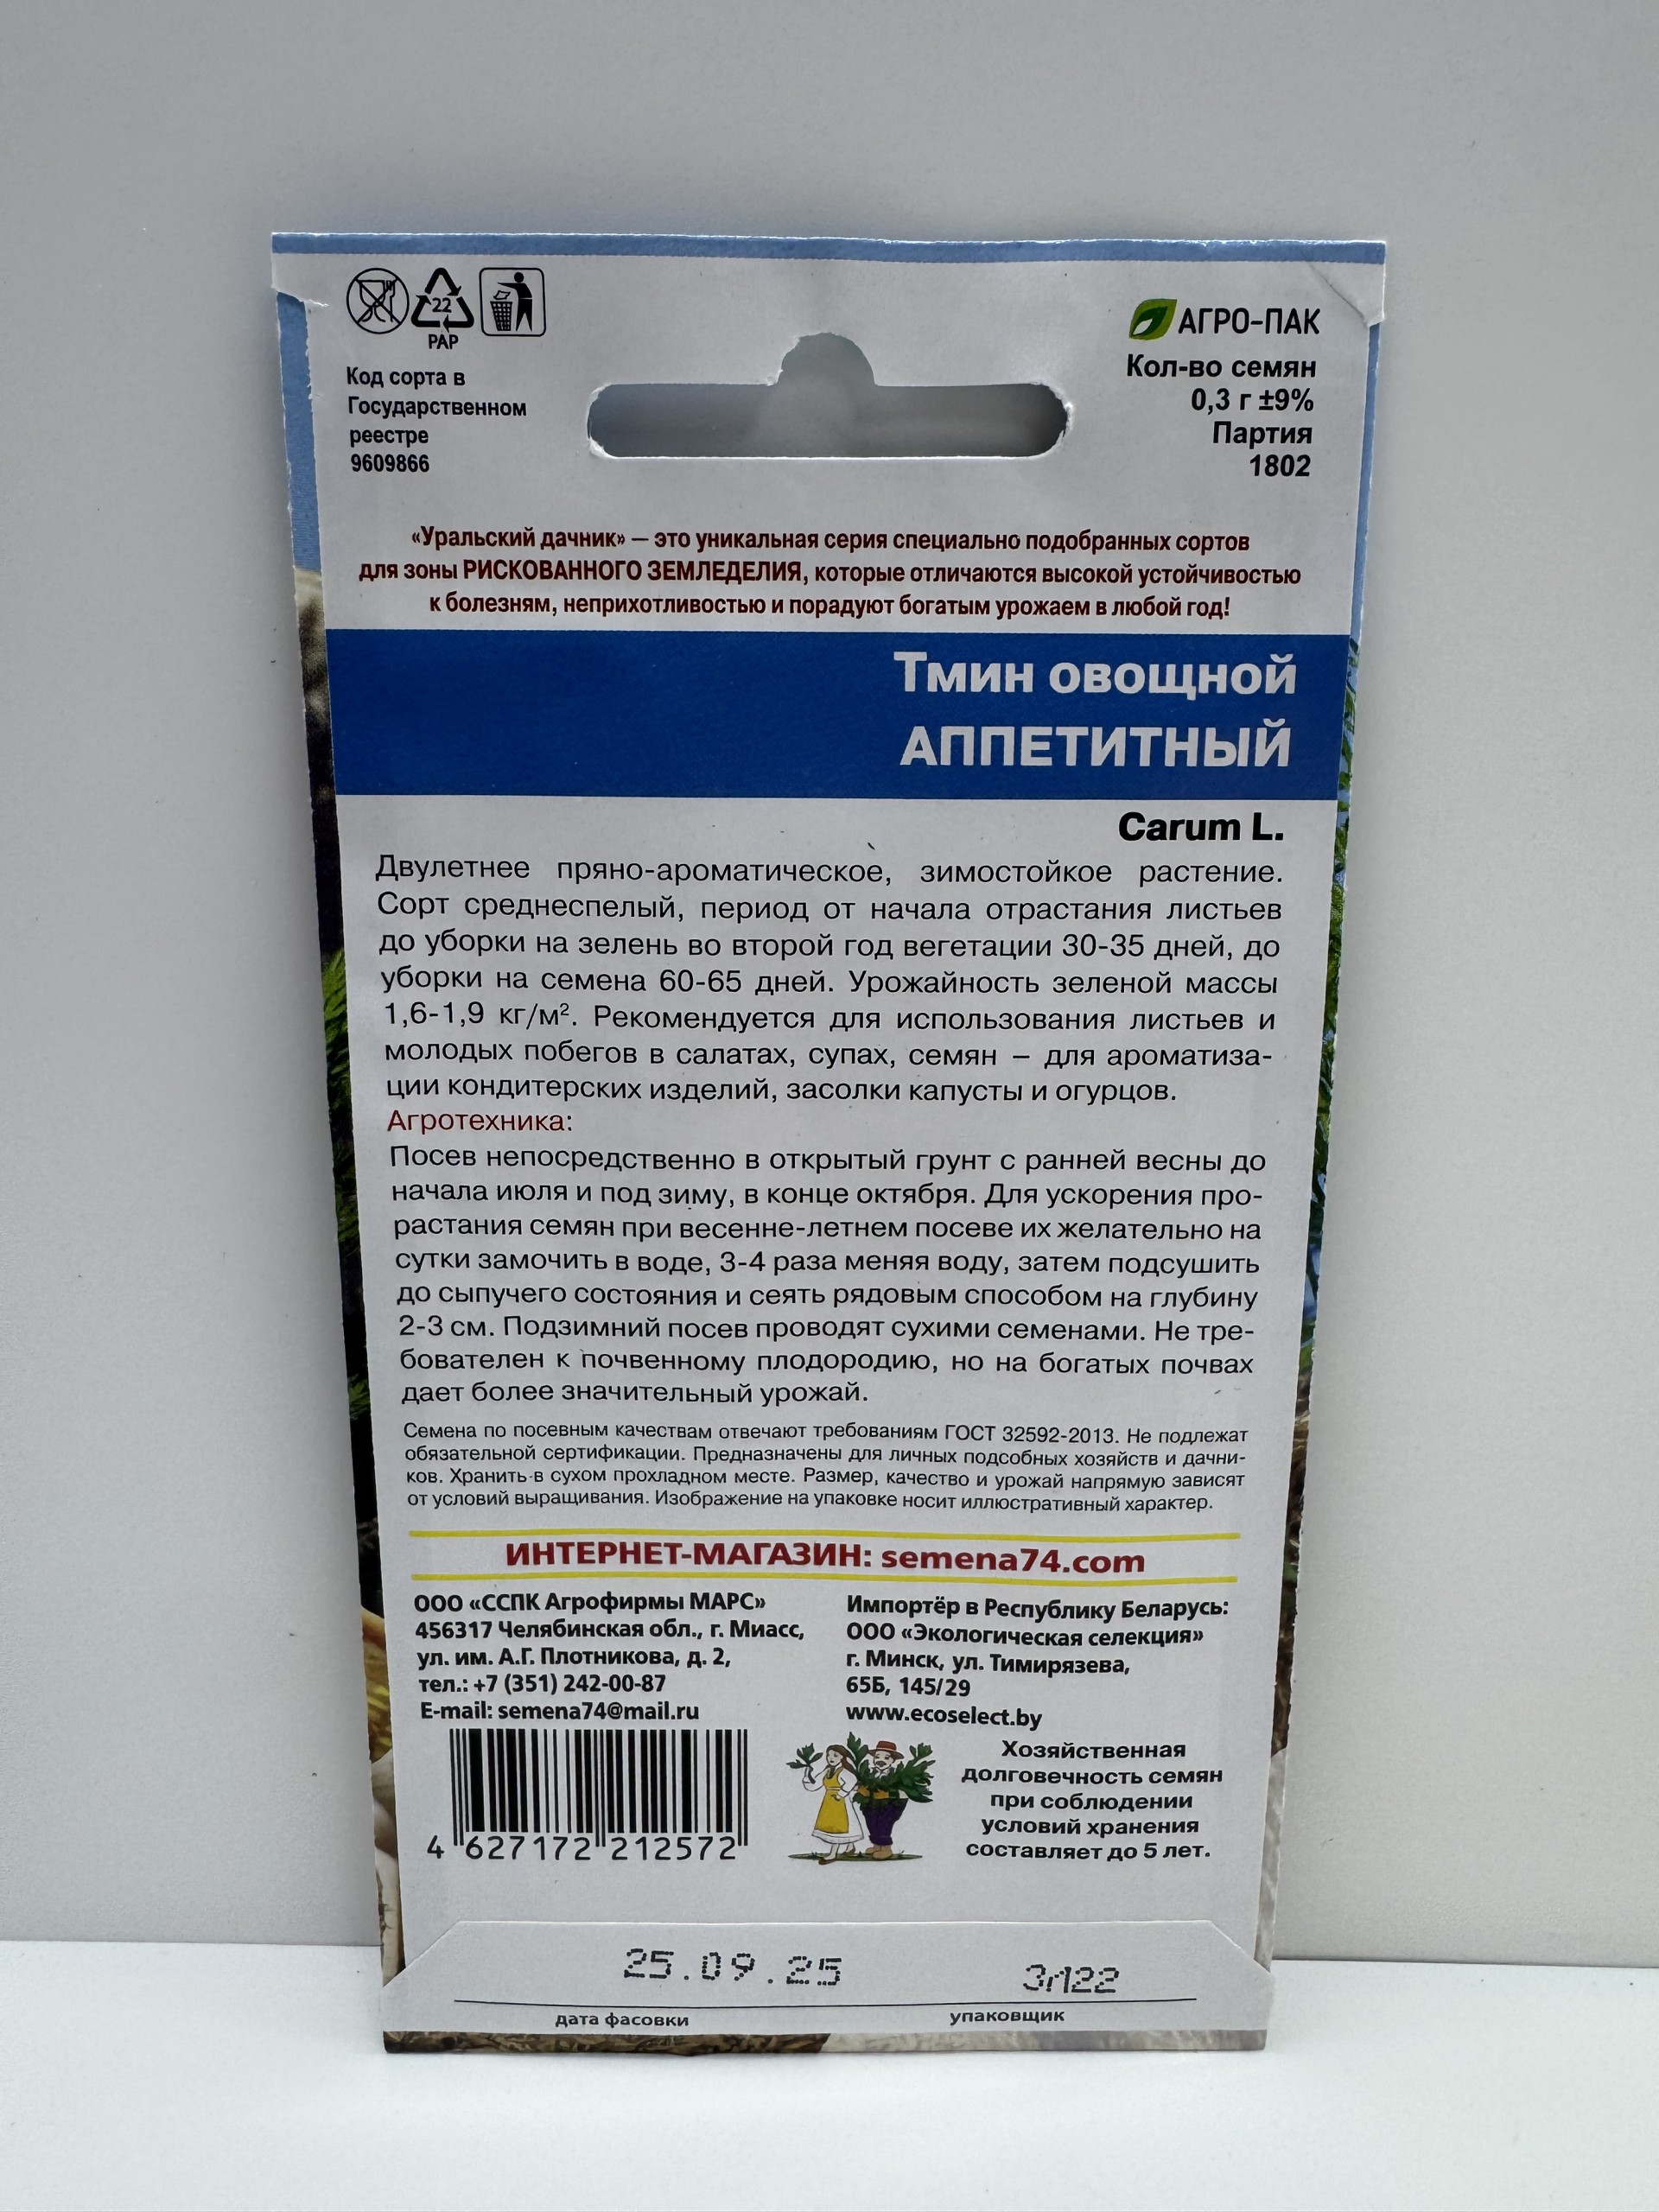 22
PAP
Код сорта в
Государственном
реестре
9609866
АГРО-ПАК
Кол-во семян
0,3 г ±9%
Партия
1802
«Уральский дачник» — это уникальная серия специально подобранных сортов
для зоны РИСКОВАННОГО ЗЕМЛЕДЕЛИЯ, которые отличаются высокой устойчивостью
к болезням, неприхотливостью и порадуют богатым урожаем в любой год!
Тмин овощной
АППЕТИТНЫЙ
Carum L.
Двулетнее пряно-ароматическое, зимостойкое растение.
Сорт среднеспелый, период от начала отрастания листьев
до уборки на зелень во второй год вегетации 30-35 дней, до
уборки на семена 60-65 дней. Урожайность зеленой массы
1,6-1,9 кг/м². Рекомендуется для использования листьев и
молодых побегов в салатах, супах, семян – для ароматиза-
ции кондитерских изделий, засолки капусты и огурцов.
Агротехника:
Посев непосредственно в открытый грунт с ранней весны до
начала июля и под зиму, в конце октября. Для ускорения про-
растания семян при весенне-летнем посеве их желательно на
сутки замочить в воде, 3-4 раза меняя воду, затем подсушить
до сыпучего состояния и сеять рядовым способом на глубину
2-3 см. Подзимний посев проводят сухими семенами. Не тре-
бователен к почвенному плодородию, но на богатых почвах
дает более значительный урожай.
Семена по посевным качествам отвечают требованиям ГОСТ 32592-2013. Не подлежат
обязательной сертификации. Предназначены для личных подсобных хозяйств и дачни-
ков. Хранить в сухом прохладном месте. Размер, качество и урожай напрямую зависят
от условий выращивания. Изображение на упаковке носит иллюстративный характер.
ИНТЕРНЕТ-МАГАЗИН: semena74.com
ООО «ССПК Агрофирмы МАРС»
456317 Челябинская обл., г. Миасс,
ул. им. А.Г. Плотникова, д. 2,
тел.: +7 (351) 242-00-87
E-mail: semena74@mail.ru
Импортёр в Республику Беларусь:
ООО «Экологическая селекция»
г. Минск, ул. Тимирязева,
65Б, 145/29
www.ecoselect.by
4 627172 212572
Хозяйственная
долговечность семян
при соблюдении
условий хранения
составляет до 5 лет.
25.09.25
дата фасовки
упаковщик